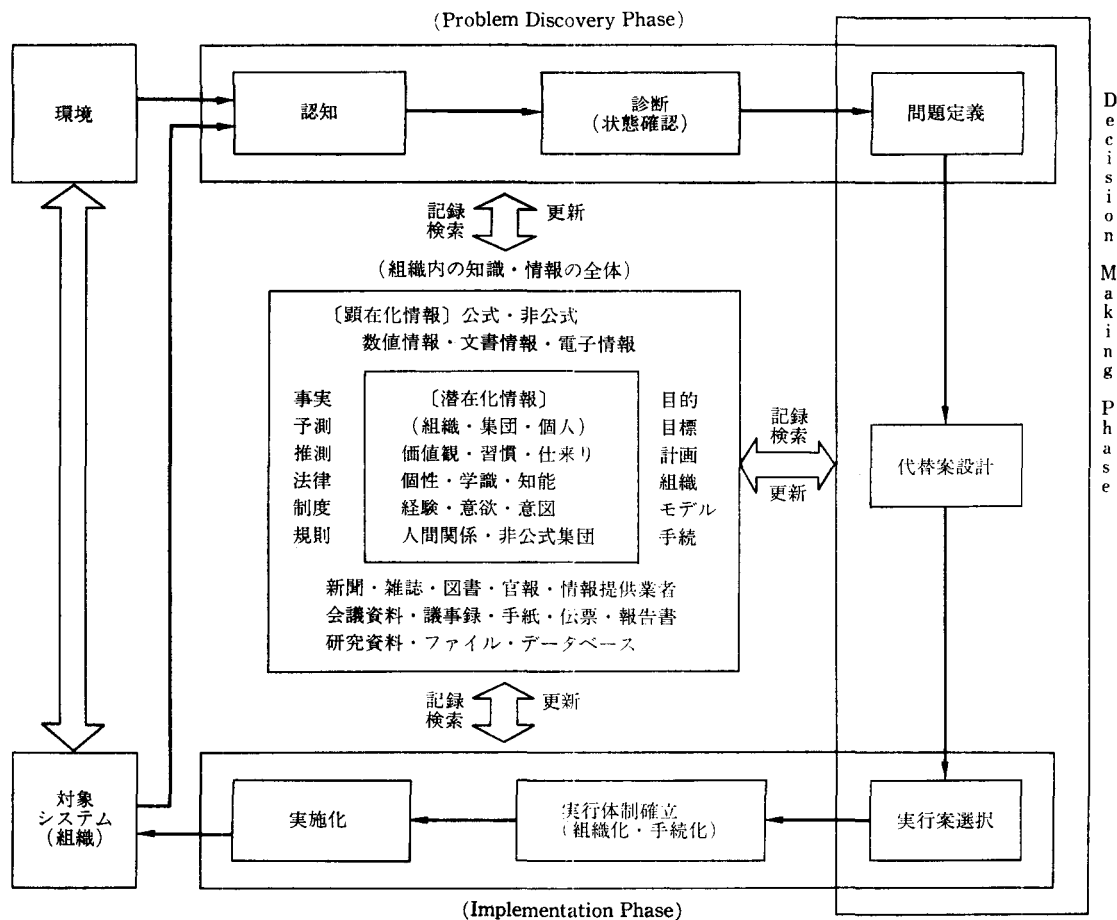 (Problem Discovery Phase)
環境
認知
診断
(状態確認)
問題定義
Decision Making Phase
記録
検索
更新
(組織内の知識・情報の全体)
〔顕在化情報〕公式・非公式
数値情報・文書情報・電子情報
事実
予測
推測
法律
制度
規則
〔潜在化情報〕
(組織・集団・個人)
価値観・習慣・仕来り
個性・学識・知能
経験・意欲・意図
人間関係・非公式集団
目的
目標
計画
組織
モデル
手続
新聞・雑誌・図書・官報・情報提供業者
会議資料・議事録・手紙・伝票・報告書
研究資料・ファイル・データベース
記録
検索
更新
代替案設計
記録
検索
更新
対象
システム
(組織)
実施化
実行体制確立
(組織化・手続化)
実行案選択
(Implementation Phase)